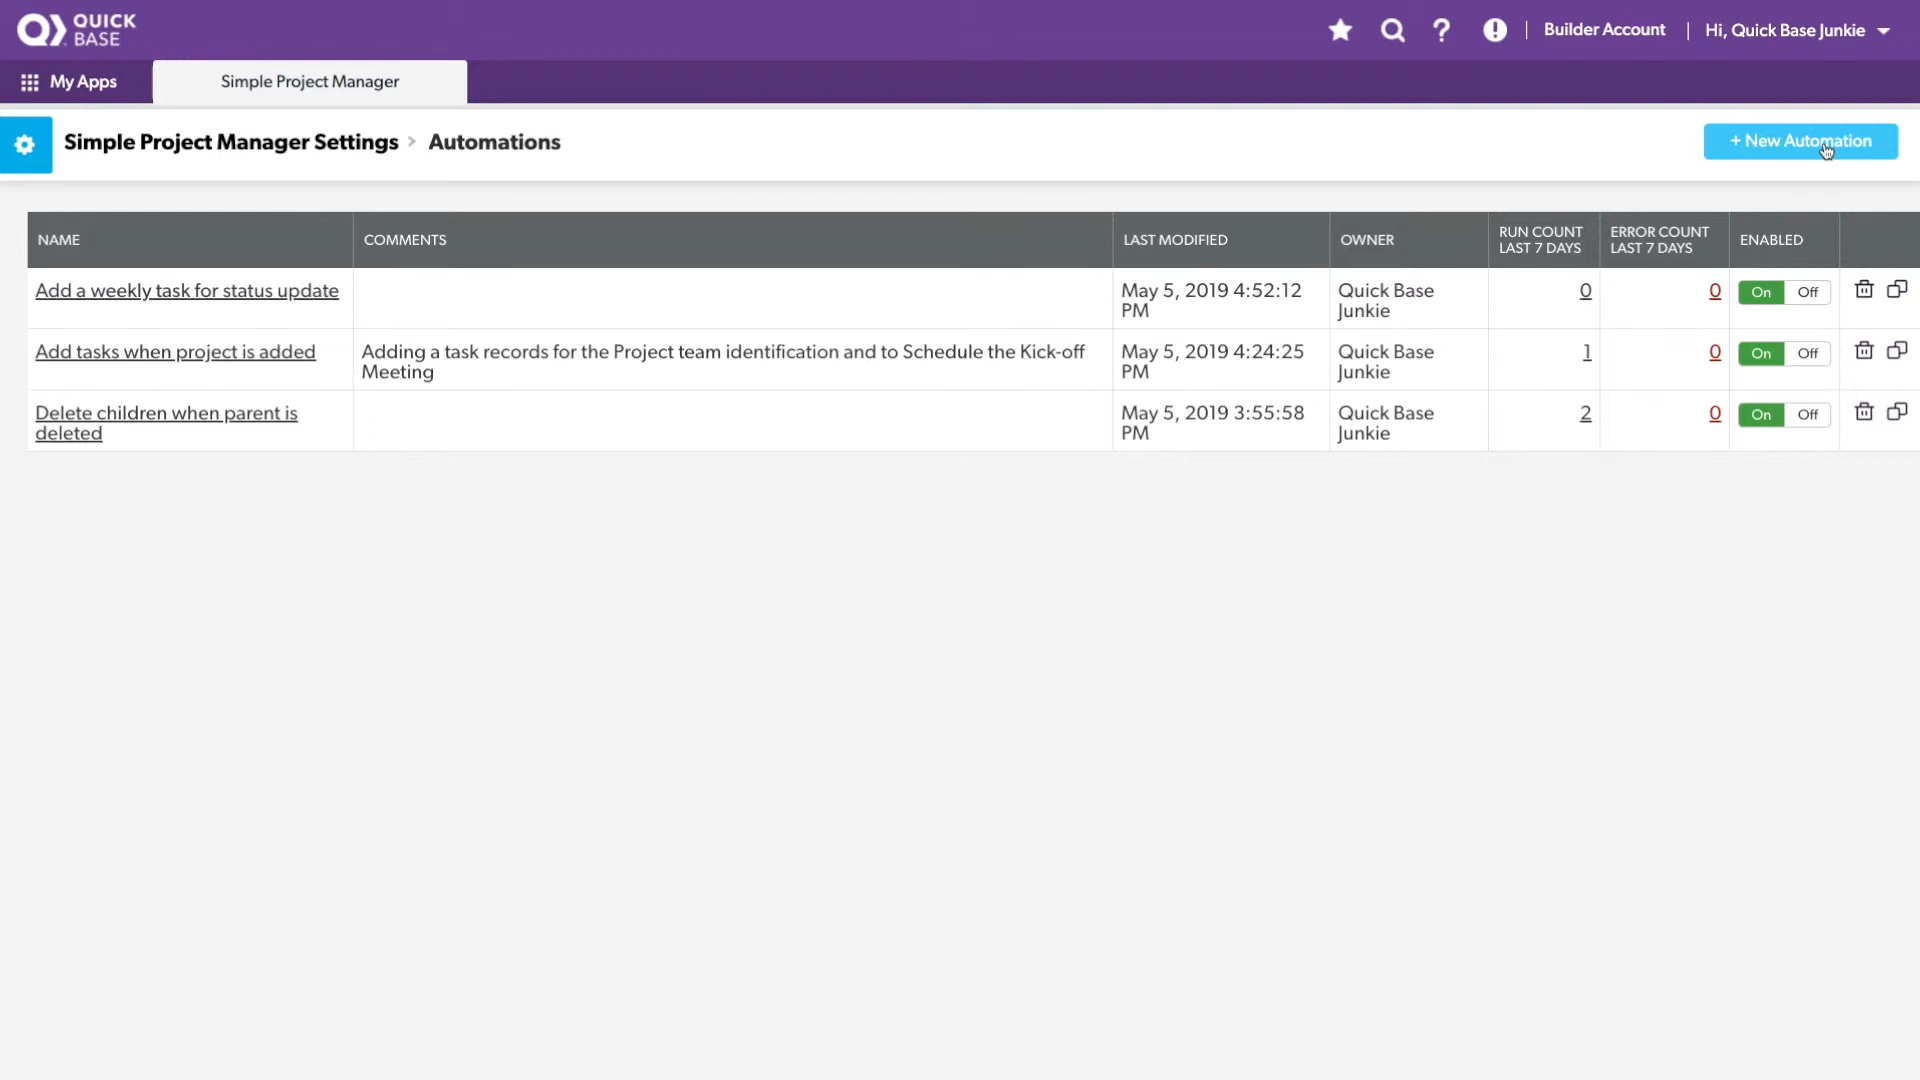 QUICK
BASE
Builder Account
Hi, Quick Base Junkie
My Apps
Simple Project Manager
Simple Project Manager Settings > Automations
+ New Automation
NAME
COMMENTS
LAST MODIFIED
OWNER
RUN COUNT
LAST 7 DAYS
ERROR COUNT
LAST 7 DAYS
ENABLED
Add a weekly task for status update
May 5, 2019 4:52:12
PM
Quick Base
Junkie
0
0
On Off
Add tasks when project is added
Adding a task records for the Project team identification and to Schedule the Kick-off
Meeting
May 5, 2019 4:24:25
PM
Quick Base
Junkie
1
0
On Off
Delete children when parent is
deleted
May 5, 2019 3:55:58
PM
Quick Base
Junkie
2
0
On Off